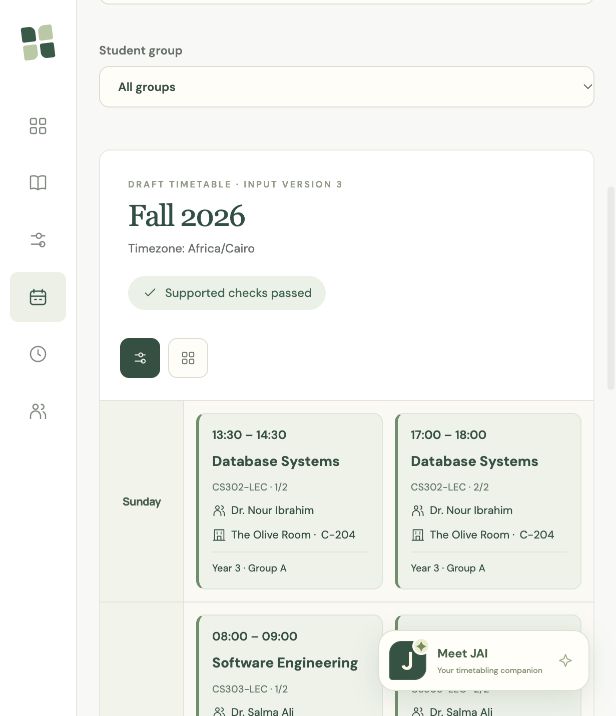 Student group
All groups
DRAFT TIMETABLE · INPUT VERSION 3
Fall 2026
Timezone: Africa/Cairo
Supported checks passed
Sunday
13:30 – 14:30
Database Systems
CS302-LEC · 1/2
Dr. Nour Ibrahim
The Olive Room · C-204
Year 3 · Group A
17:00 – 18:00
Database Systems
CS302-LEC · 2/2
Dr. Nour Ibrahim
The Olive Room · C-204
Year 3 · Group A
08:00 – 09:00
Software Engineering
CS303-LEC · 1/2
Dr. Salma Ali
J
Meet JAI
Your timetabling companion